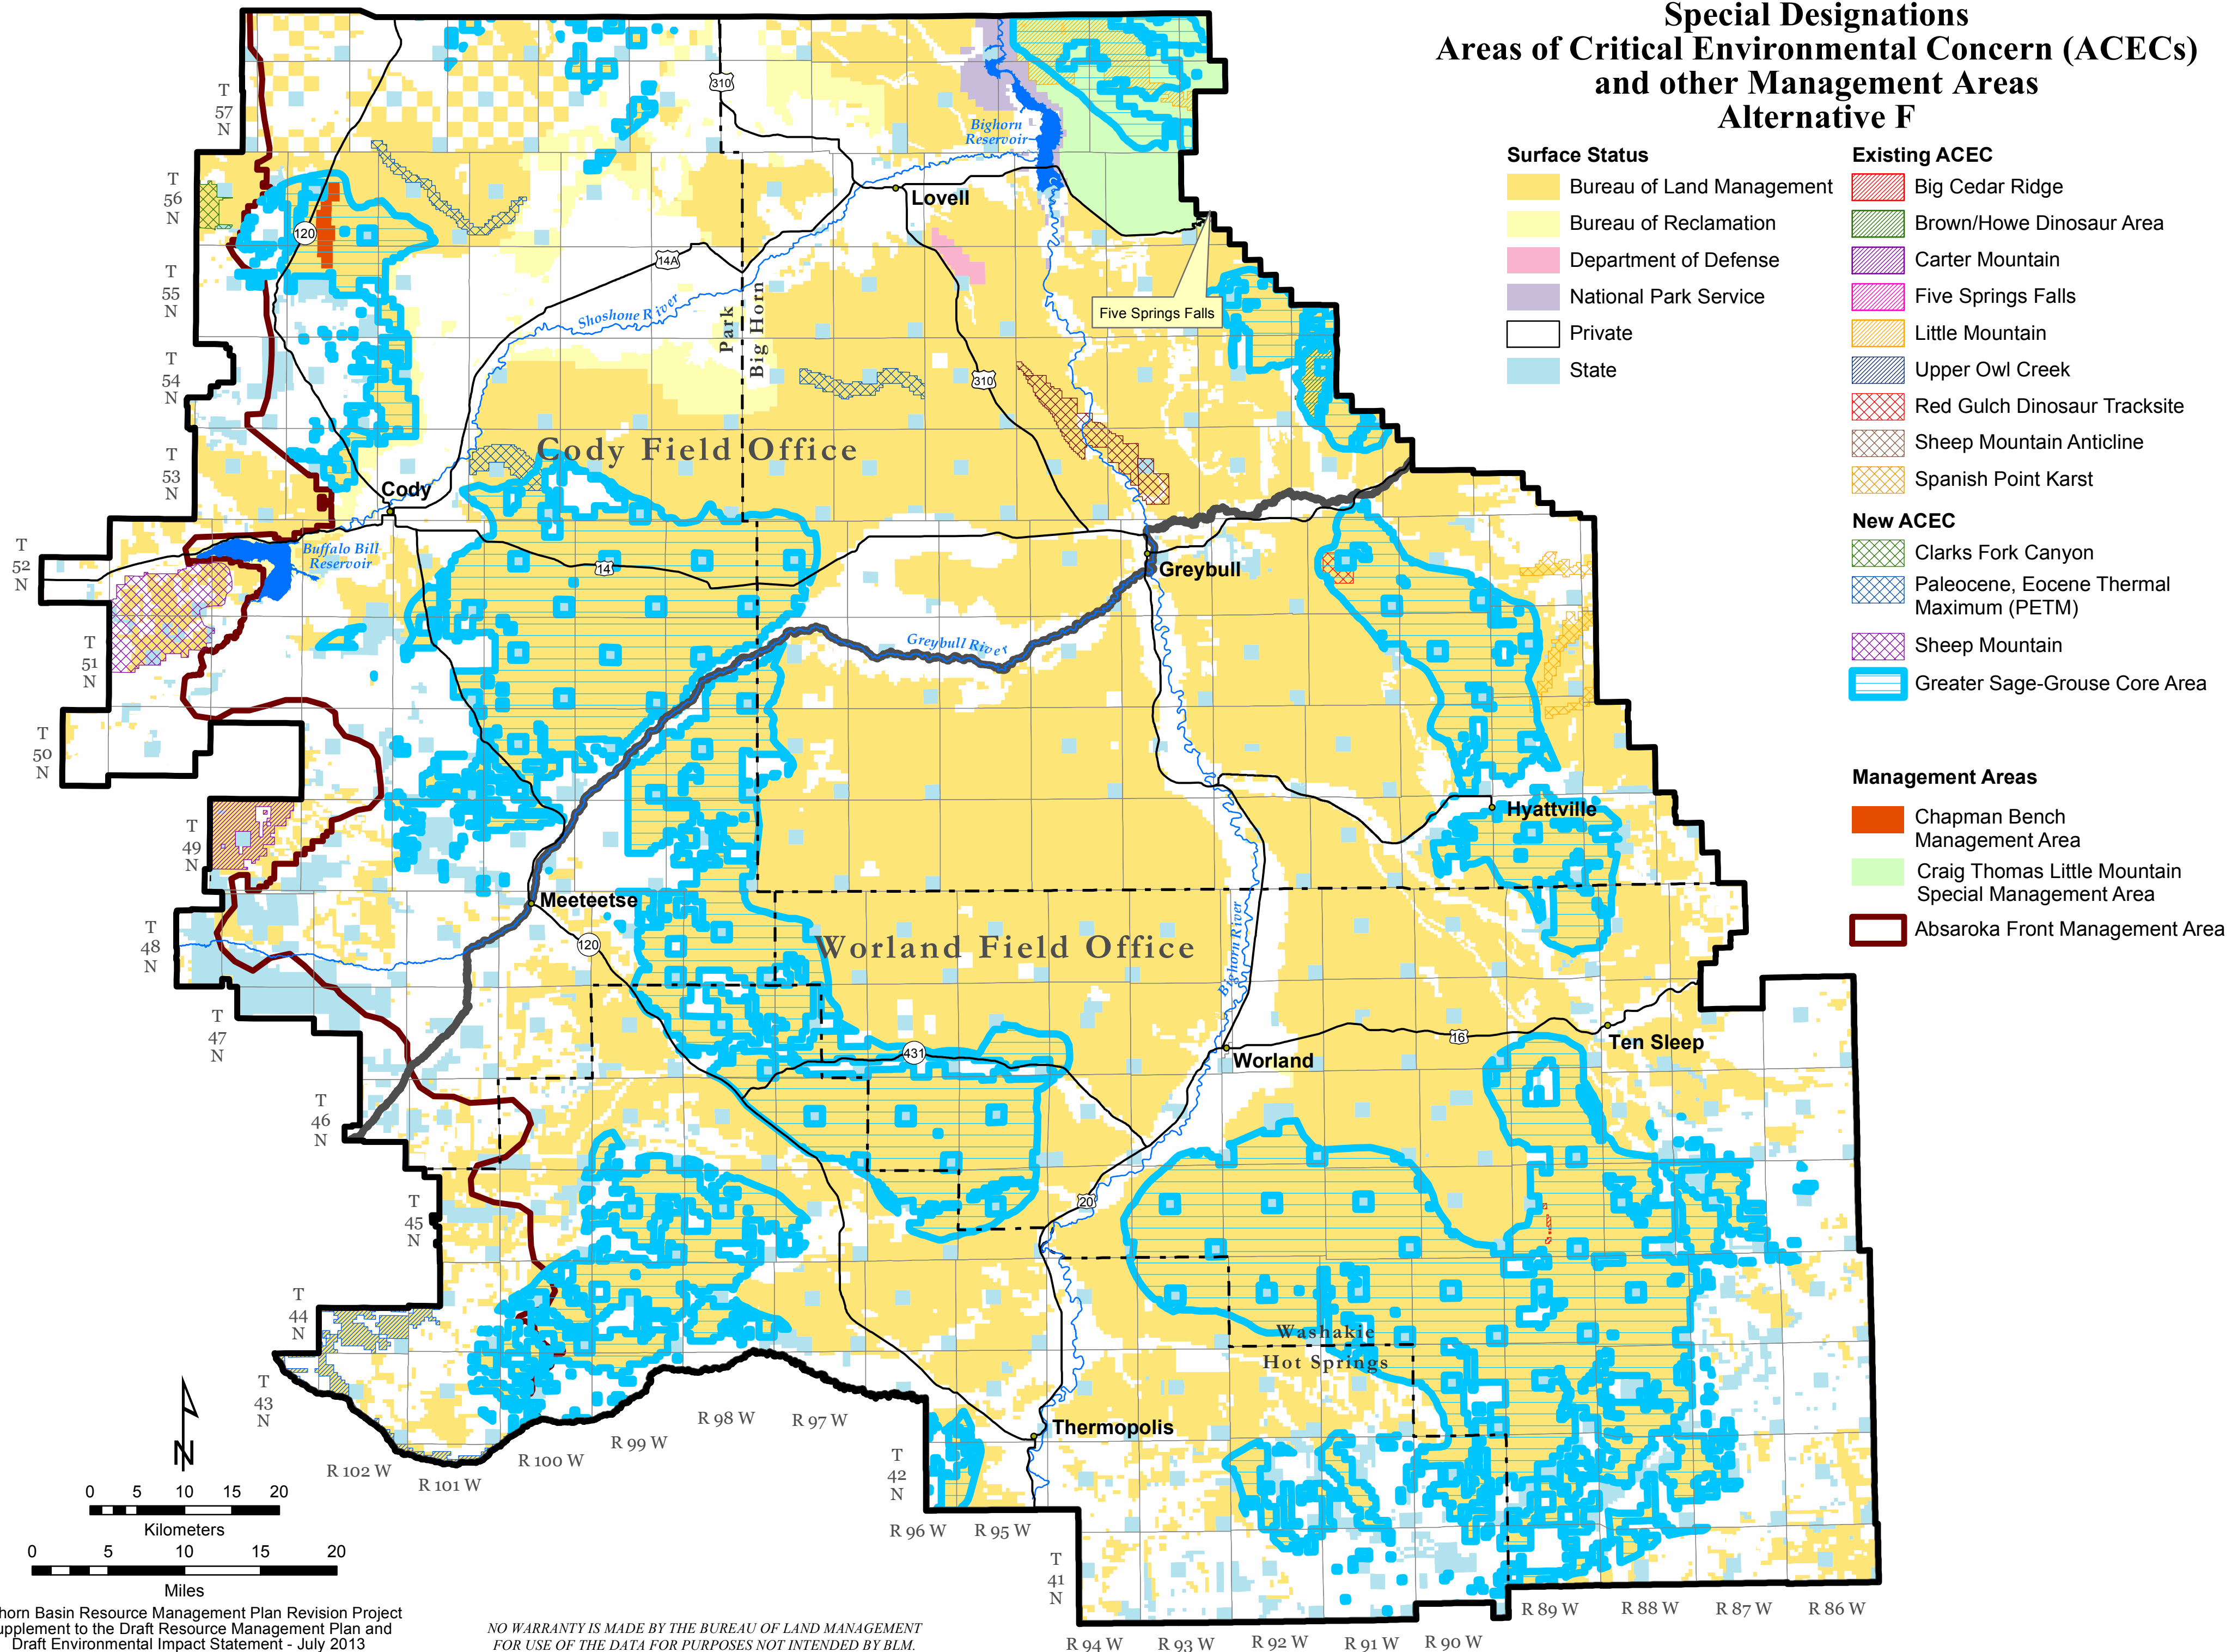 Special Designations
Areas of Critical Environmental Concern (ACECs)
and other Management Areas
Alternative F
Surface Status
Bureau of Land Management
Bureau of Reclamation
Department of Defense
National Park Service
Private
State
Existing ACEC
Big Cedar Ridge
Brown/Howe Dinosaur Area
Carter Mountain
Five Springs Falls
Little Mountain
Upper Owl Creek
Red Gulch Dinosaur Tracksite
Sheep Mountain Anticline
Spanish Point Karst
New ACEC
Clarks Fork Canyon
Paleocene, Eocene Thermal
Maximum (PETM)
Sheep Mountain
Greater Sage-Grouse Core Area
Management Areas
Chapman Bench
Management Area
Craig Thomas Little Mountain
Special Management Area
Absaroka Front Management Area
T
57
N
T
56
N
T
55
N
T
54
N
T
53
N
T
52
N
T
51
N
T
50
N
T
49
N
T
48
N
T
47
N
T
46
N
T
45
N
T
44
N
T
43
N
T
42
N
T
41
N
310
Bighorn
Reservoir
Lovell
120
14A
Shoshone River
Park
Big Horn
Five Springs Falls
310
Cody Field Office
Cody
Buffalo Bill
Reservoir
14
Greybull
Greybull River
Hyattville
Meeteetse
120
Worland Field Office
Bighorn River
431
Worland
16
Ten Sleep
20
Washakie
Hot Springs
Thermopolis
R 102 W
R 101 W
R 100 W
R 99 W
R 98 W
R 97 W
R 96 W
R 95 W
R 94 W
R 93 W
R 92 W
R 91 W
R 90 W
R 89 W
R 88 W
R 87 W
R 86 W
N
0 5 10 15 20
Kilometers
0 5 10 15 20
Miles
horn Basin Resource Management Plan Revision Project
upplement to the Draft Resource Management Plan and
Draft Environmental Impact Statement - July 2013
NO WARRANTY IS MADE BY THE BUREAU OF LAND MANAGEMENT
FOR USE OF THE DATA FOR PURPOSES NOT INTENDED BY BLM.